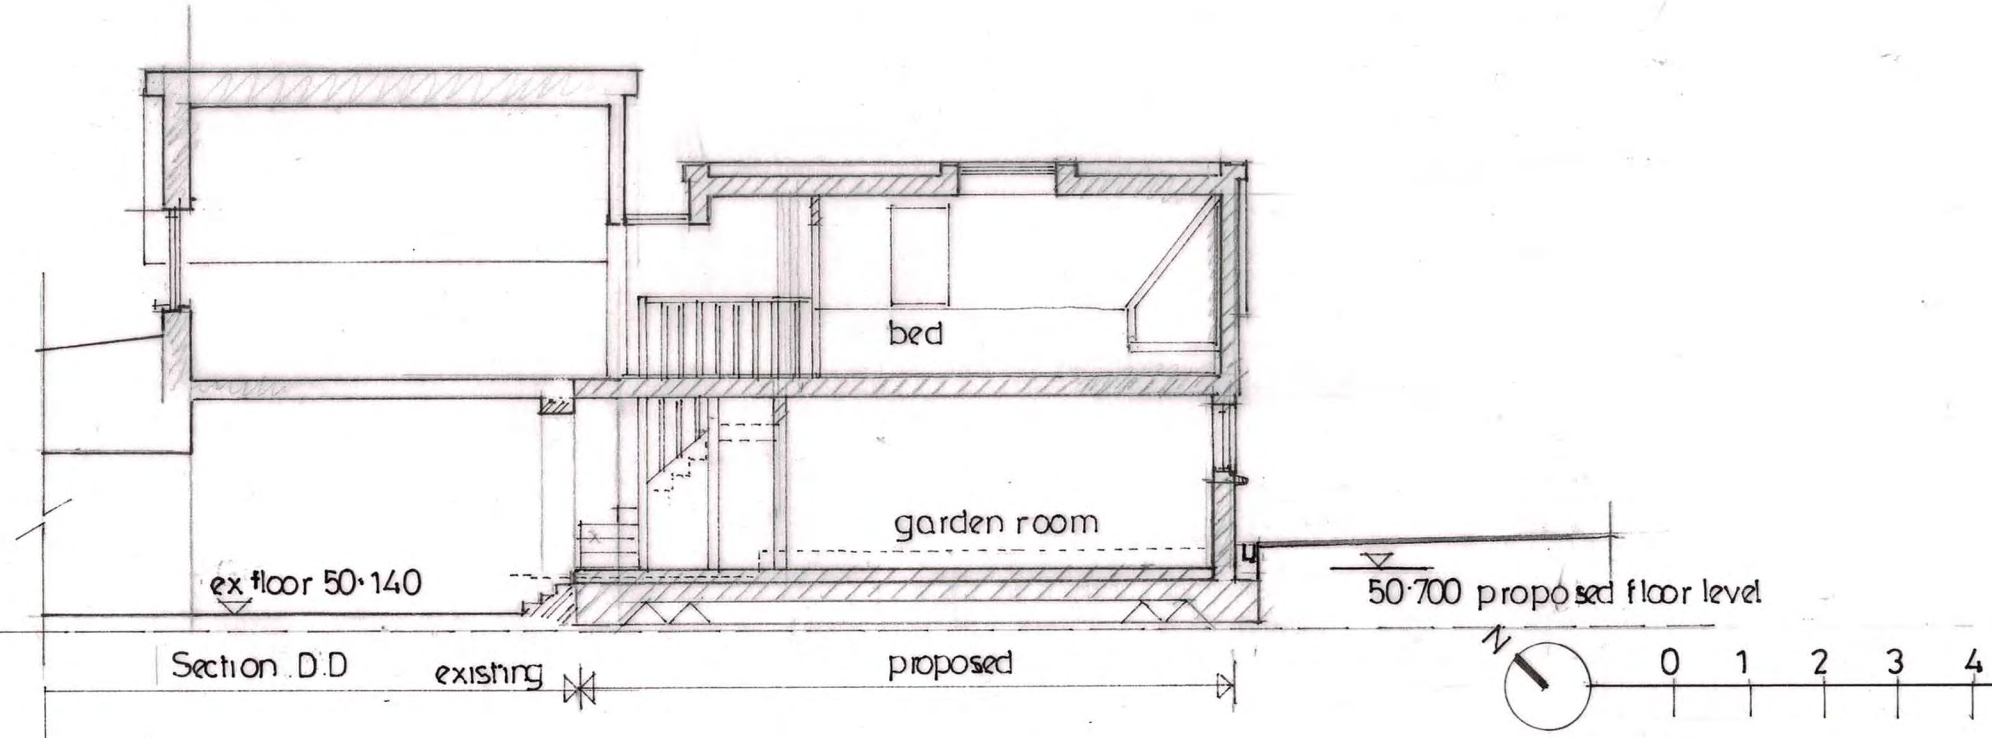 bed
garden room
ex floor 50·140
50·700 proposed floor level
Section D.D
existing
proposed
N
0 1 2 3 4